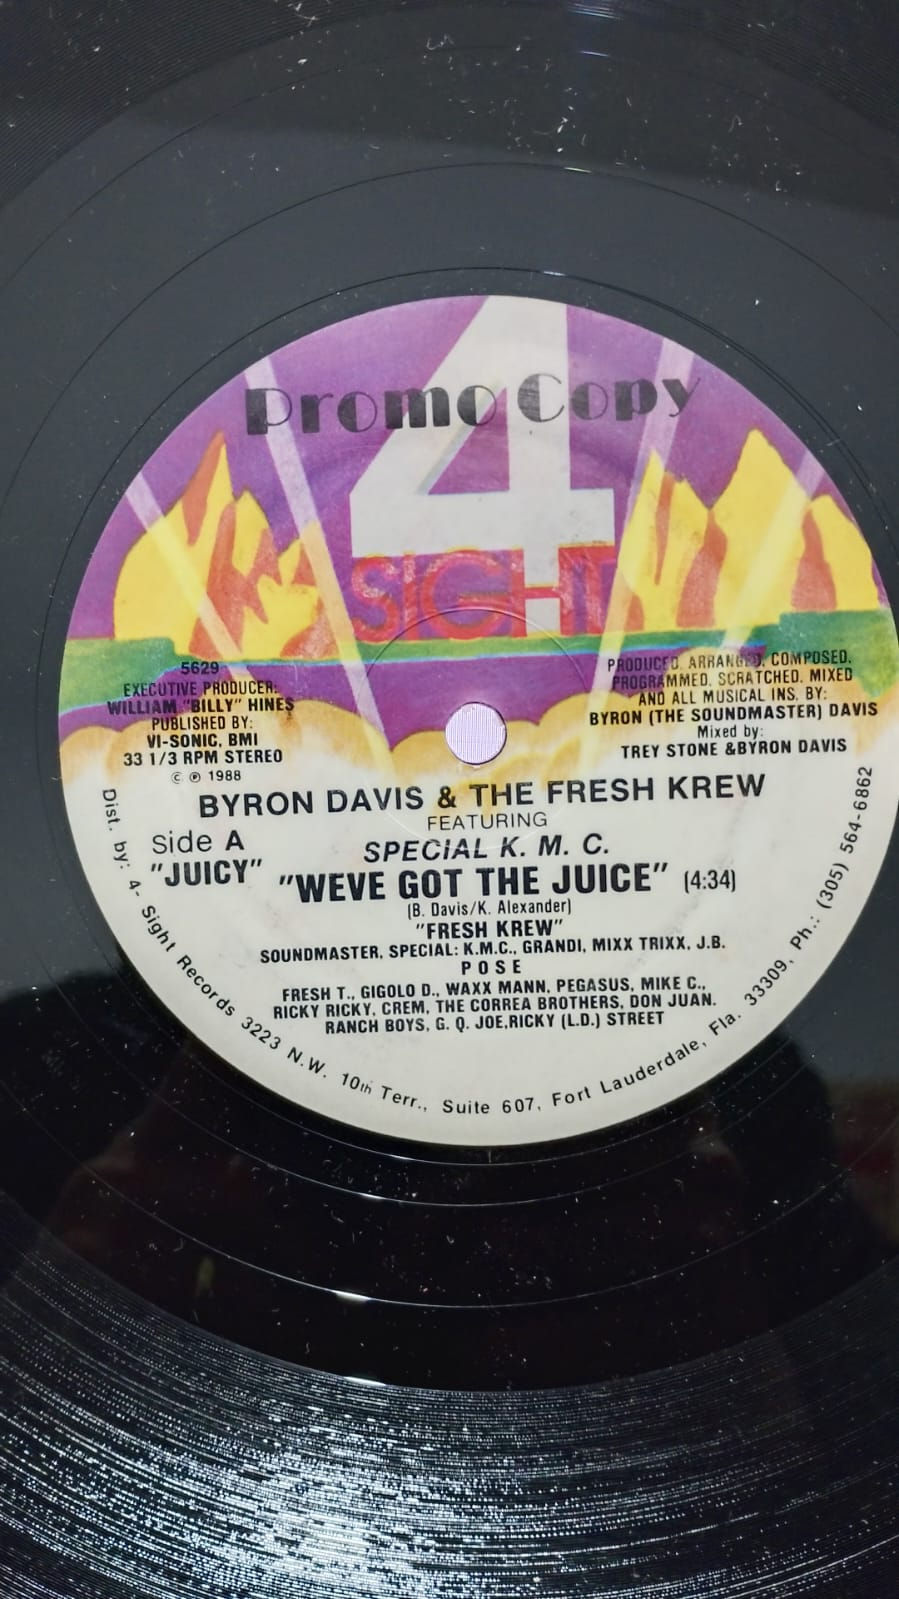 Promo Copy
4
SIGHT
5629
EXECUTIVE PRODUCER:
WILLIAM "BILLY" HINES
PUBLISHED BY:
VI-SONIC, BMI
33 1/3 RPM STEREO
© ℗ 1988
PRODUCED, ARRANGED, COMPOSED,
PROGRAMMED, SCRATCHED, MIXED
AND ALL MUSICAL INS. BY:
BYRON (THE SOUNDMASTER) DAVIS
Mixed by:
TREY STONE &BYRON DAVIS
BYRON DAVIS & THE FRESH KREW
FEATURING
Side A
SPECIAL K. M. C.
"JUICY"
"WEVE GOT THE JUICE" (4:34)
(B. Davis/K. Alexander)
"FRESH KREW"
SOUNDMASTER, SPECIAL: K.M.C., GRANDI, MIXX TRIXX, J.B.
POSE
FRESH T., GIGOLO D., WAXX MANN, PEGASUS, MIKE C.,
RICKY RICKY, CREM, THE CORREA BROTHERS, DON JUAN.
RANCH BOYS, G. Q. JOE,RICKY (L.D.) STREET
Dist. by: 4- Sight Records 3223 N.W. 10th Terr., Suite 607, Fort Lauderdale, Fla. 33309, Ph.: (305) 564-6862